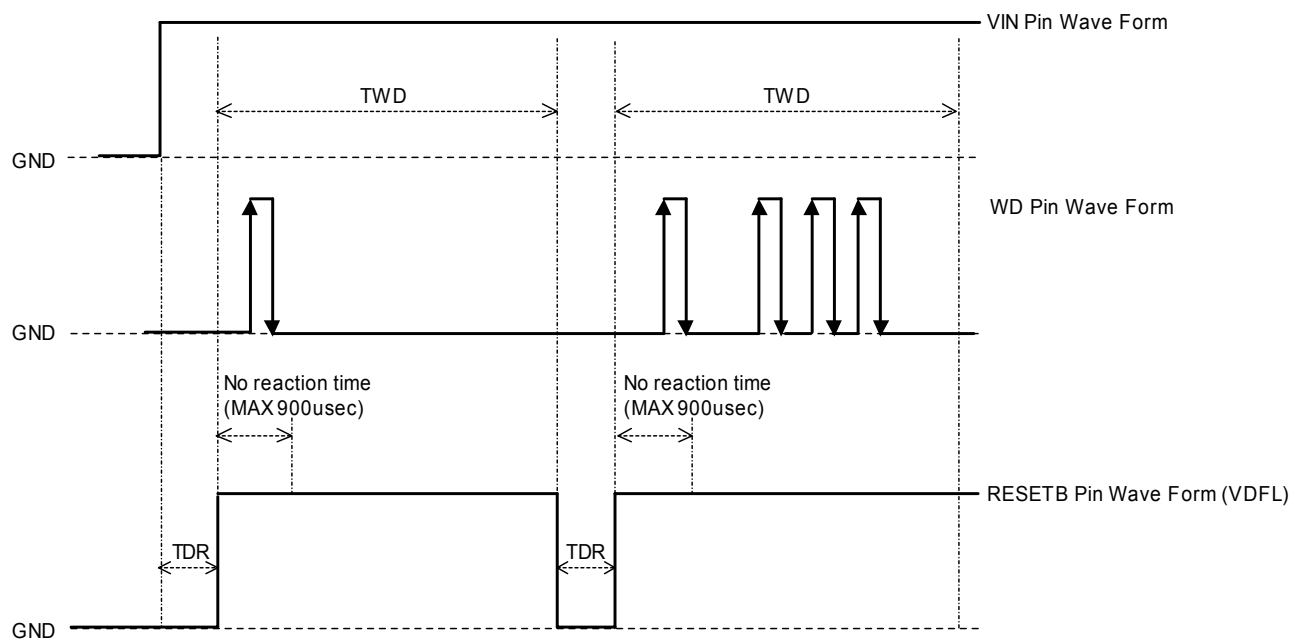 VIN Pin Wave Form
TWD
TWD
GND
WD Pin Wave Form
GND
No reaction time
(MAX 900usec)
No reaction time
(MAX 900usec)
RESETB Pin Wave Form (VDFL)
TDR
TDR
GND